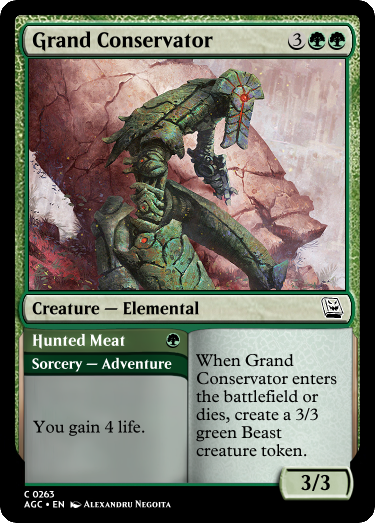 Grand Conservator 3
Creature — Elemental
Hunted Meat
Sorcery — Adventure
You gain 4 life.
When Grand
Conservator enters
the battlefield or
dies, create a 3/3
green Beast
creature token.
3/3
C 0263
AGC • EN Alexandru Negoita